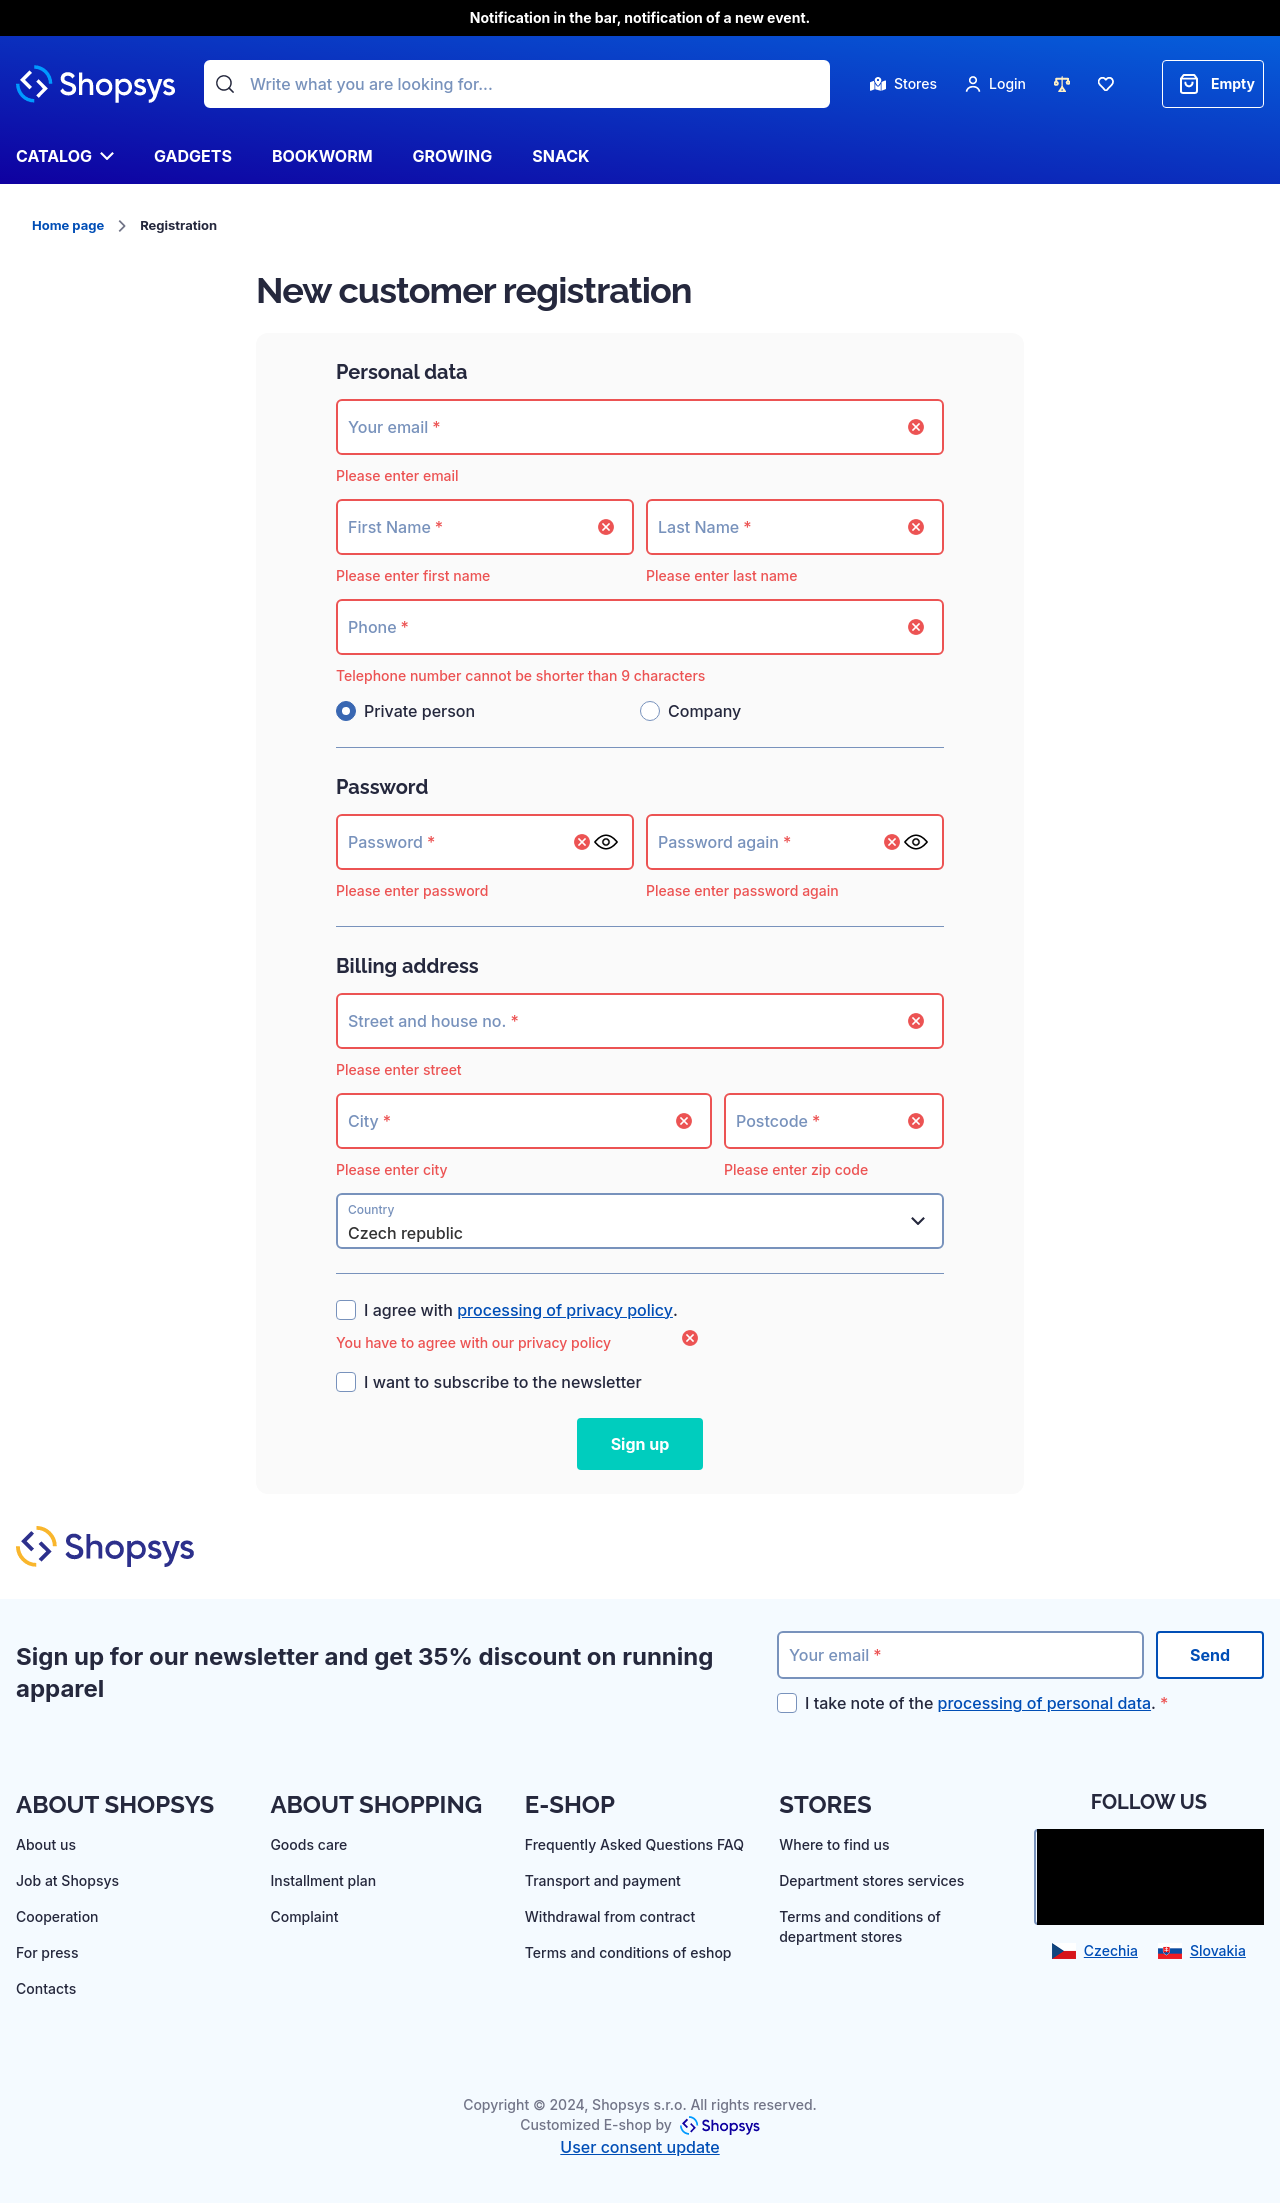 Notification in the bar, notification of a new event.
Shopsys
Write what you are looking for...
Stores
Login
Empty
CATALOG
GADGETS
BOOKWORM
GROWING
SNACK
Home page
Registration
New customer registration
Personal data
Your email *
Please enter email
First Name *
Last Name *
Please enter first name
Please enter last name
Phone *
Telephone number cannot be shorter than 9 characters
Private person
Company
Password
Password *
Password again *
Please enter password
Please enter password again
Billing address
Street and house no. *
Please enter street
City *
Postcode *
Please enter city
Please enter zip code
Country
Czech republic
I agree with processing of privacy policy.
You have to agree with our privacy policy
I want to subscribe to the newsletter
Sign up
Shopsys
Sign up for our newsletter and get 35% discount on running
apparel
Your email *
Send
I take note of the processing of personal data. *
ABOUT SHOPSYS
About us
Job at Shopsys
Cooperation
For press
Contacts
ABOUT SHOPPING
Goods care
Installment plan
Complaint
E-SHOP
Frequently Asked Questions FAQ
Transport and payment
Withdrawal from contract
Terms and conditions of eshop
STORES
Where to find us
Department stores services
Terms and conditions of
department stores
FOLLOW US
Czechia
Slovakia
Copyright © 2024, Shopsys s.r.o. All rights reserved.
Customized E-shop by Shopsys
User consent update